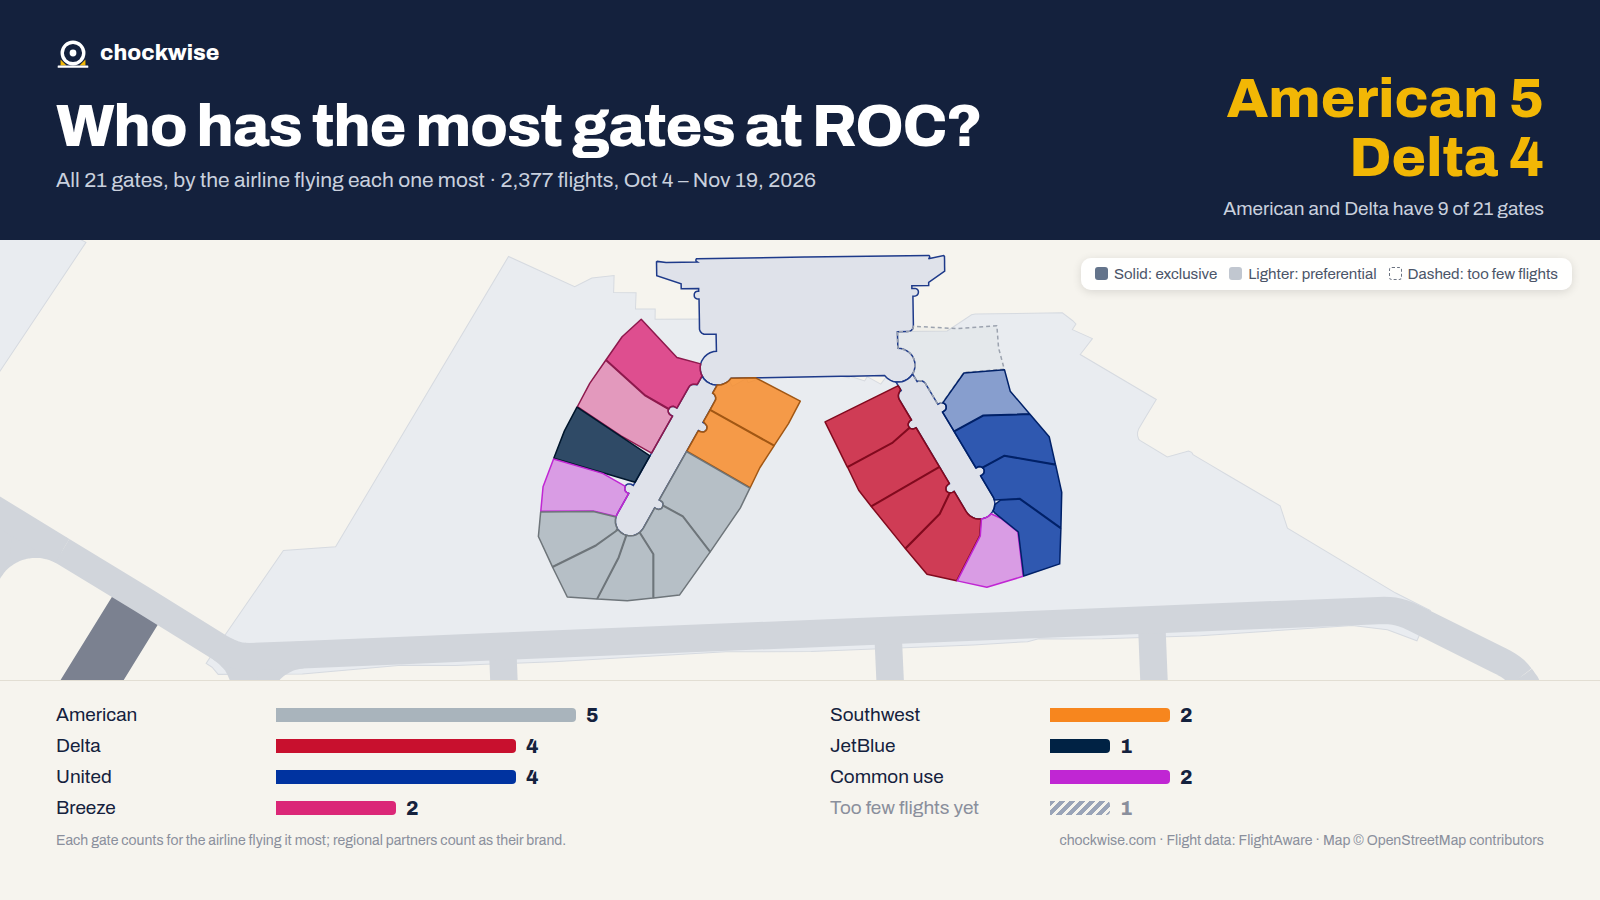 chockwise
Who has the most gates at ROC?
All 21 gates, by the airline flying each one most · 2,377 flights, Oct 4 – Nov 19, 2026
American 5
Delta 4
American and Delta have 9 of 21 gates
Solid: exclusive Lighter: preferential Dashed: too few flights
American 5
Delta 4
United 4
Breeze 2
Southwest 2
JetBlue 1
Common use 2
Too few flights yet 1
Each gate counts for the airline flying it most; regional partners count as their brand.
chockwise.com · Flight data: FlightAware · Map © OpenStreetMap contributors